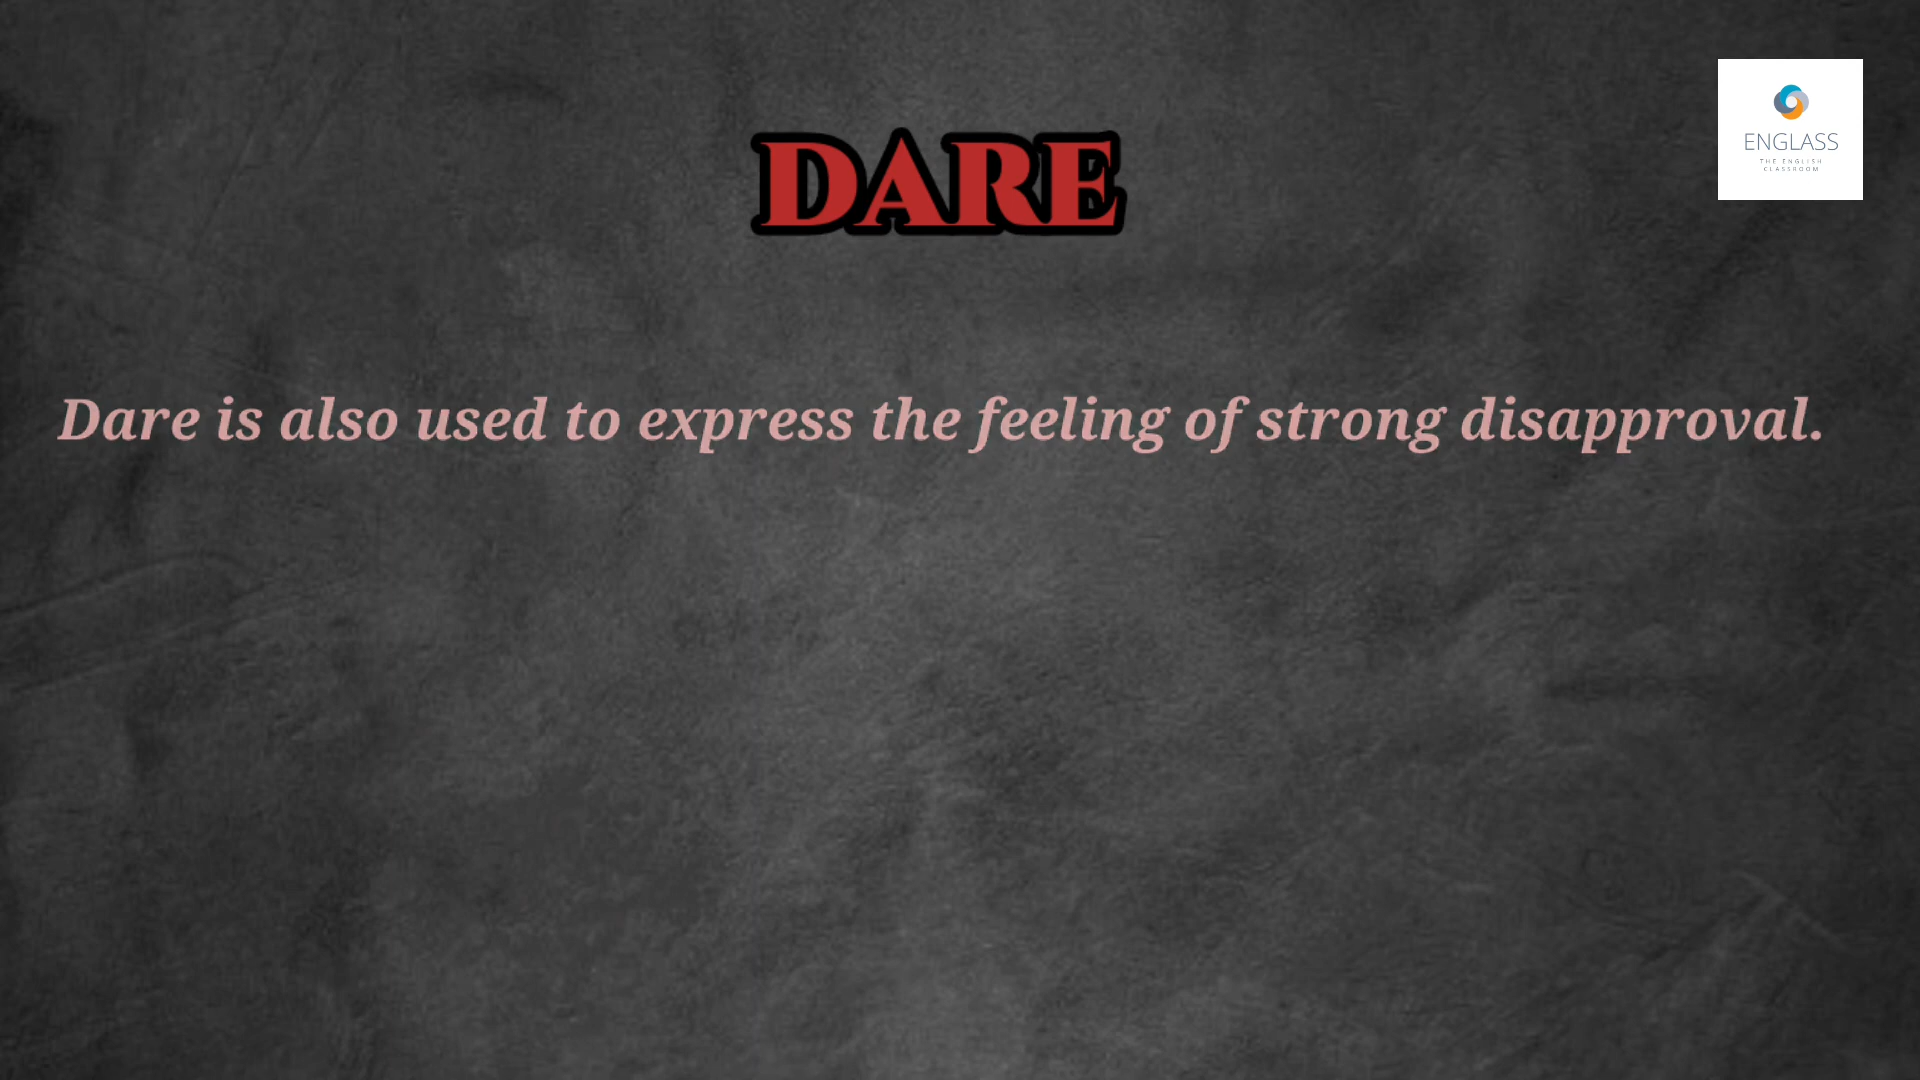 DARE
ENGLASS
THE ENGLISH
CLASSROOM
Dare is also used to express the feeling of strong disapproval.